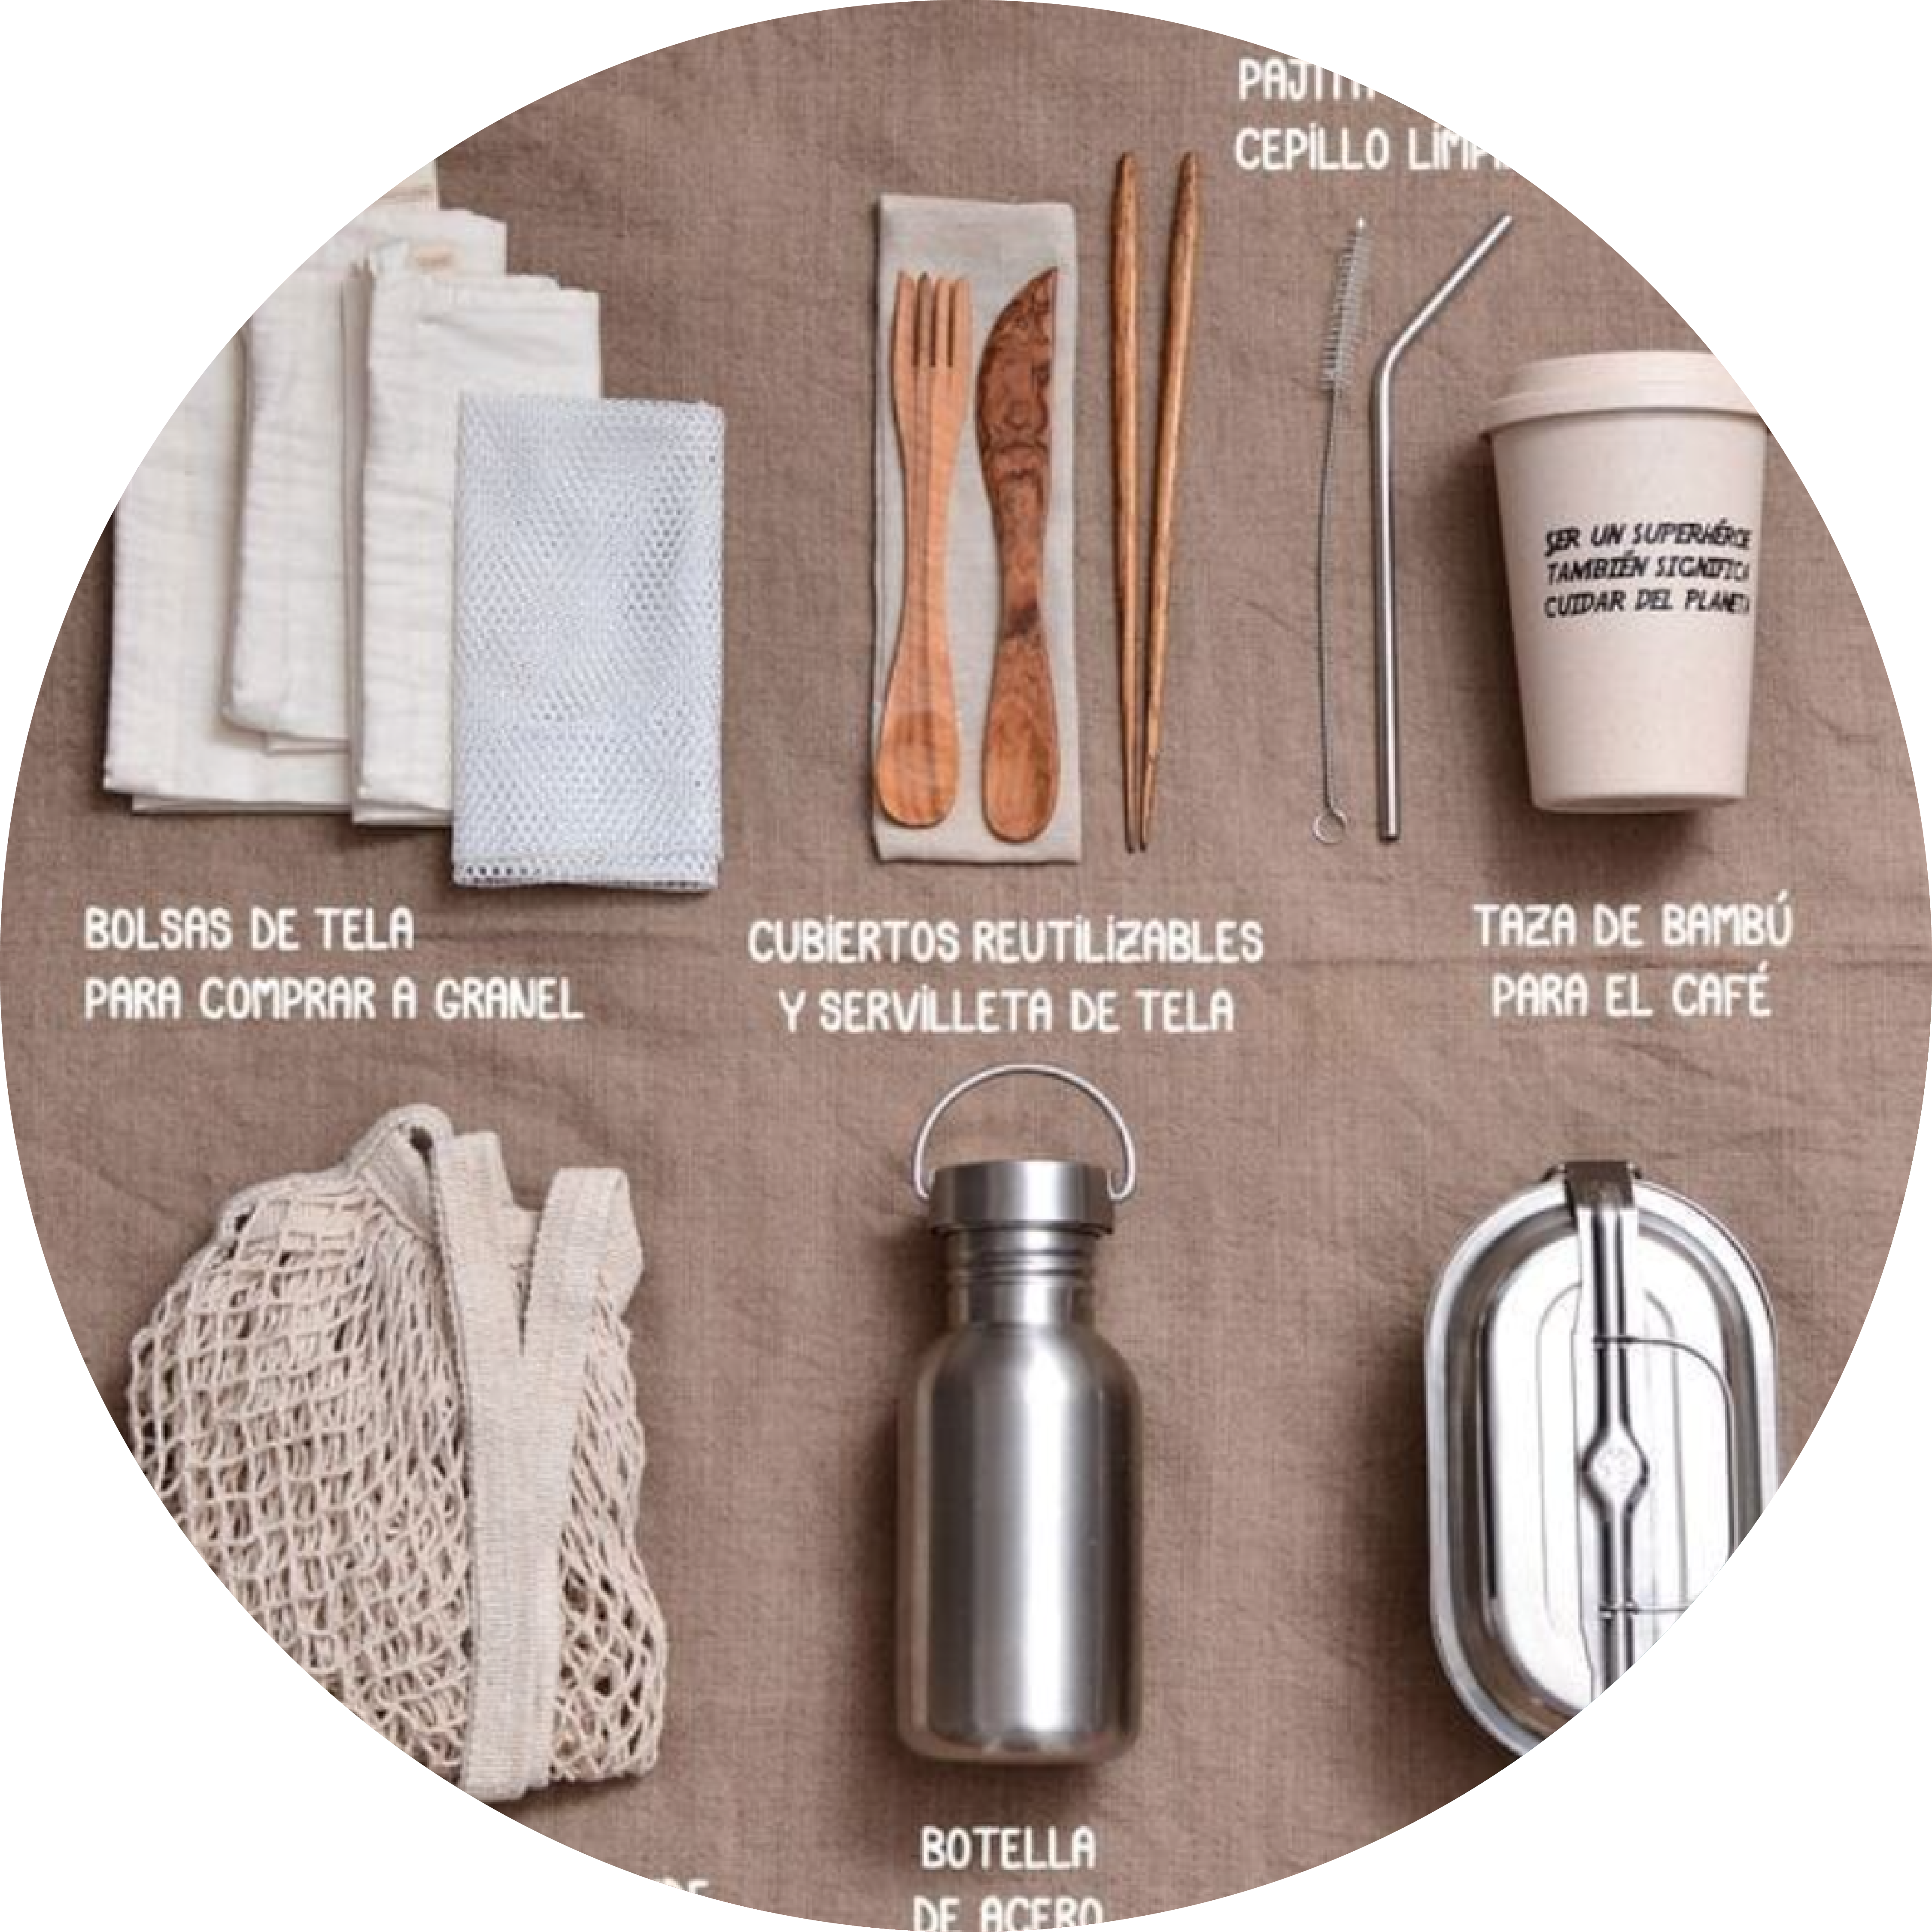 CEPILLO
SER UN SUPERHÉROE
TAMBIÉN SIGNIFICA
CUIDAR DEL PLANETA
BOLSAS DE TELA
PARA COMPRAR A GRANEL
CUBIERTOS REUTILIZABLES
Y SERVILLETA DE TELA
TAZA DE BAMBÚ
PARA EL CAFÉ
BOTELLA
DE ACERO